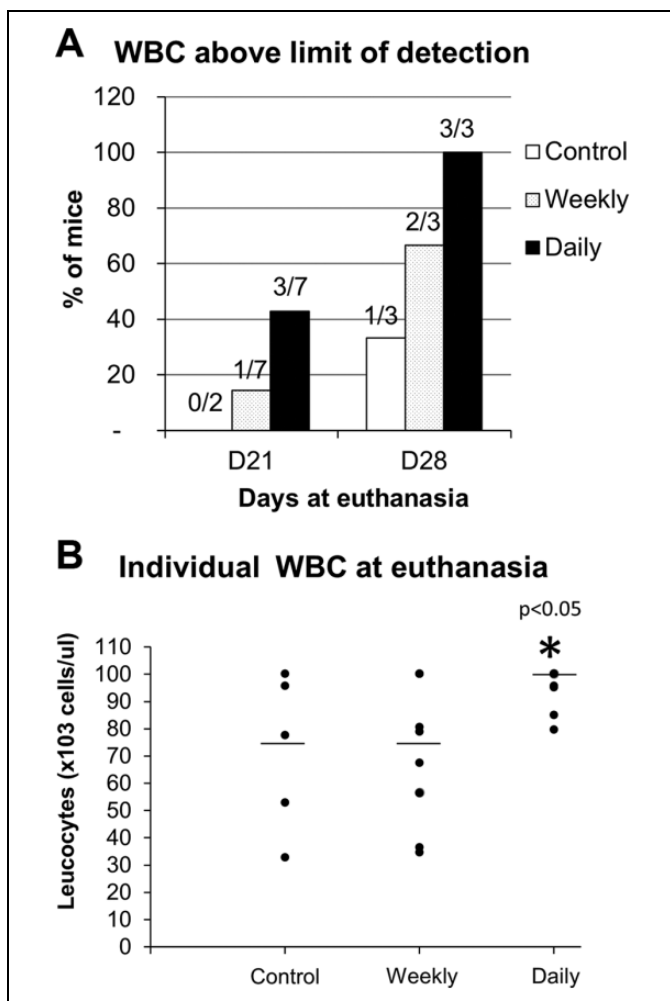 A WBC above limit of detection
120
100
80
60
40
20
-
% of mice
0/2
1/7
3/7
1/3
2/3
3/3
Control
Weekly
Daily
D21 D28
Days at euthanasia
B Individual WBC at euthanasia
p<0.05
*
110
100
90
80
70
60
50
40
30
20
10
0
Leucocytes (x103 cells/ul)
Control Weekly Daily